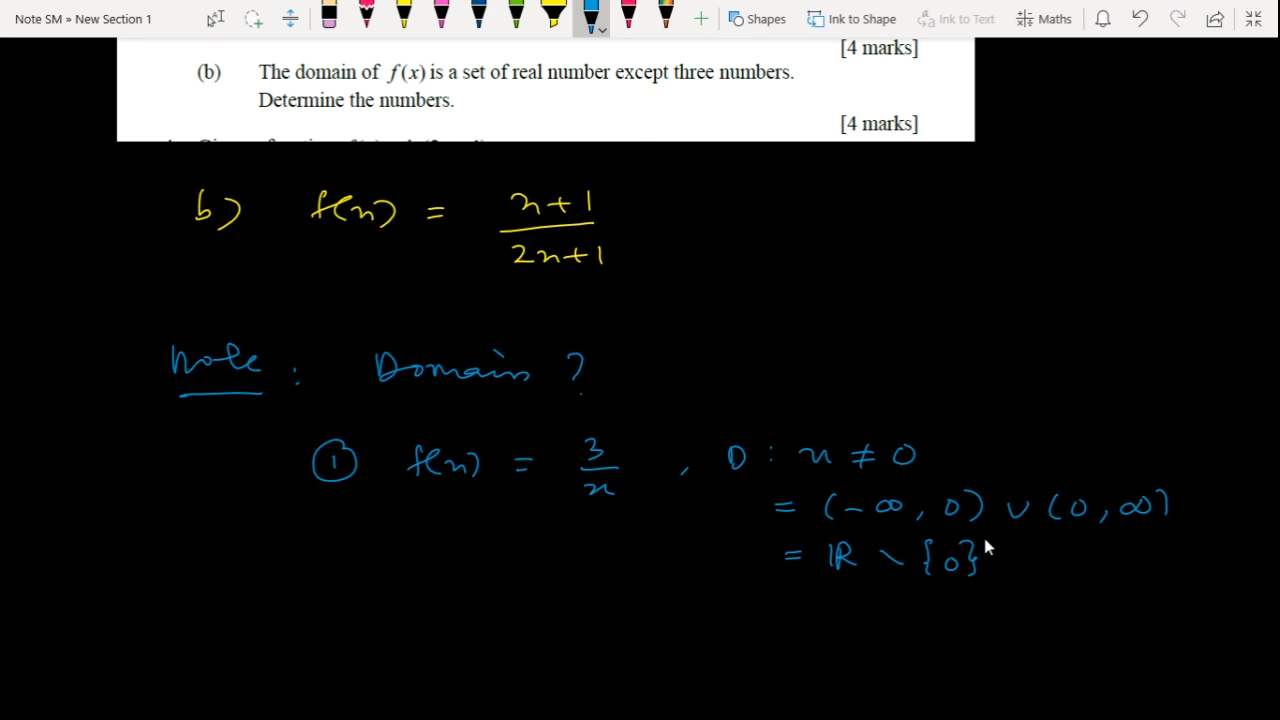 Note SM » New Section 1
Shapes
Ink to Shape
Ink to Text
Maths
[4 marks]
(b) The domain of f(x) is a set of real number except three numbers.
Determine the numbers.
[4 marks]
b) f(x) = x+1
2x+1
Note : Domain ?
① f(x) = 3/x , D : x ≠ 0
= (-∞, 0) ∪ (0, ∞)
= ℝ \ {0}